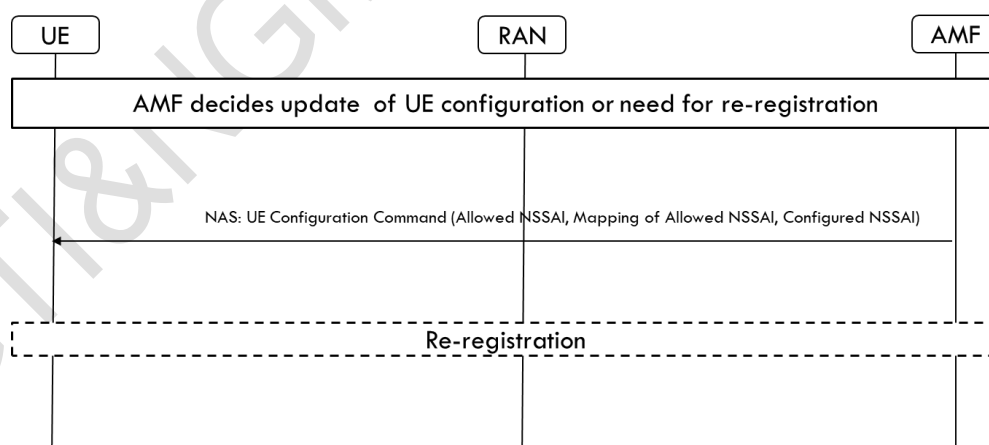 UE
RAN
AMF
AMF decides update of UE configuration or need for re-registration
NAS: UE Configuration Command (Allowed NSSAI, Mapping of Allowed NSSAI, Configured NSSAI)
Re-registration